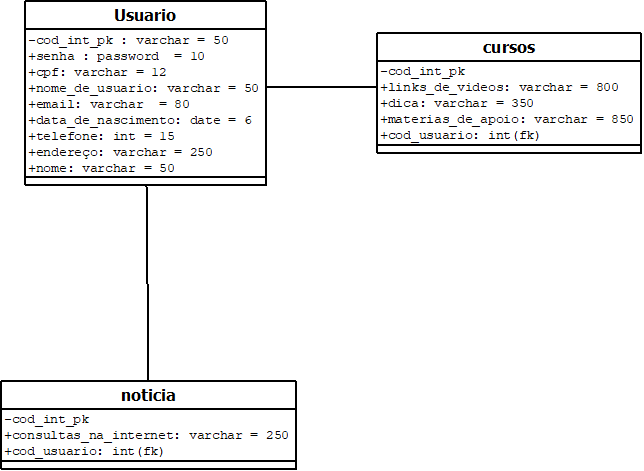 Usuario
-cod_int_pk : varchar = 50
+senha : password  = 10
+cpf: varchar = 12
+nome_de_usuario: varchar = 50
+email: varchar  = 80
+data_de_nascimento: date = 6
+telefone: int = 15
+endereço: varchar = 250
+nome: varchar = 50
cursos
-cod_int_pk
+links_de_videos: varchar = 800
+dica: varchar = 350
+materias_de_apoio: varchar = 850
+cod_usuario: int(fk)
noticia
-cod_int_pk
+consultas_na_internet: varchar = 250
+cod_usuario: int(fk)